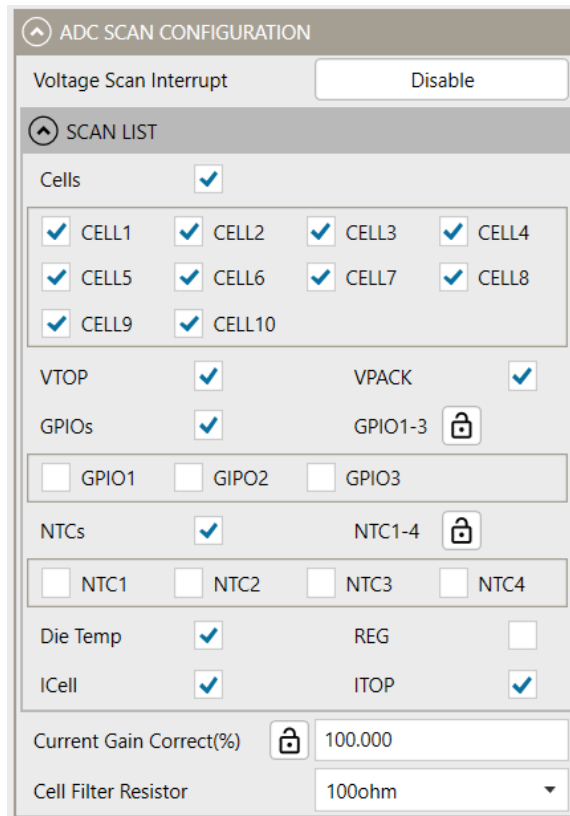 ADC SCAN CONFIGURATION
Voltage Scan Interrupt Disable
SCAN LIST
Cells
CELL1 CELL2 CELL3 CELL4
CELL5 CELL6 CELL7 CELL8
CELL9 CELL10
VTOP VPACK
GPIOs GPIO1-3
GPIO1 GIPO2 GPIO3
NTCs NTC1-4
NTC1 NTC2 NTC3 NTC4
Die Temp REG
ICell ITOP
Current Gain Correct(%) 100.000
Cell Filter Resistor 100ohm